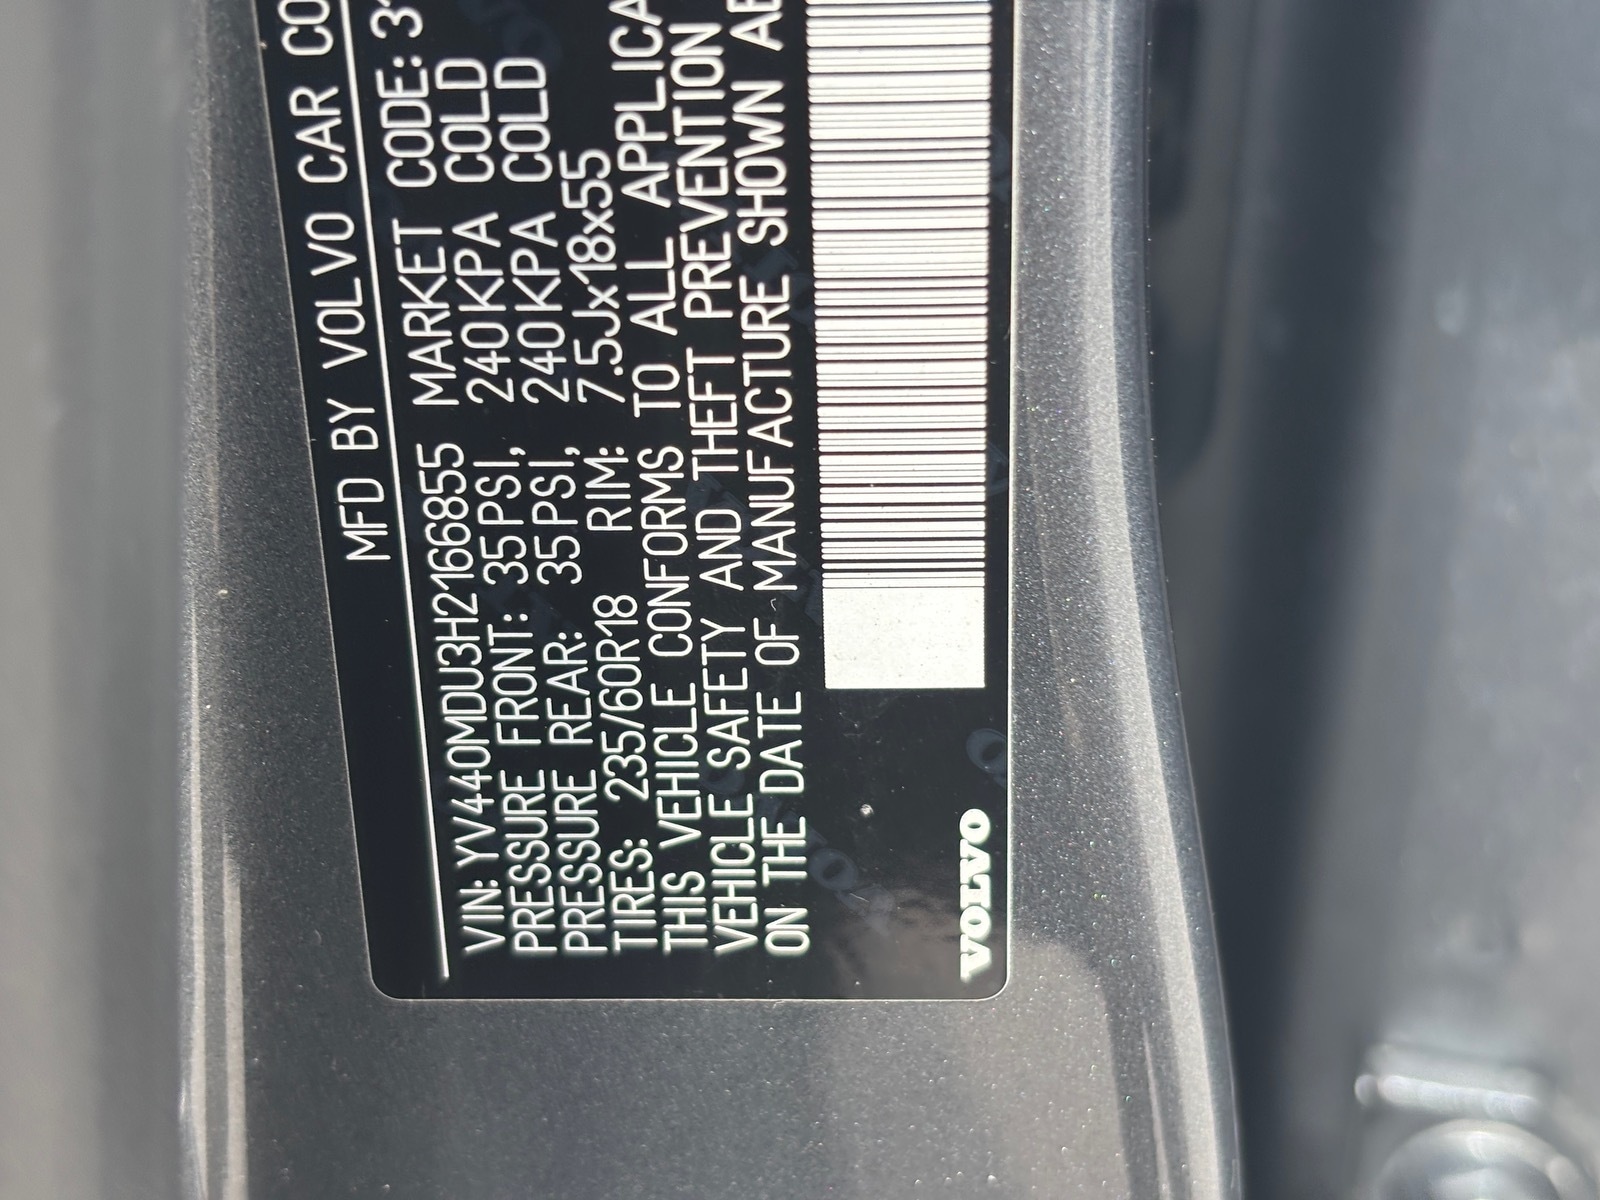 MFD BY VOLVO CAR CO
VIN: YV440MDU3H2166855 MARKET CODE: 31
PRESSURE FRONT: 35PSI, 240KPA COLD
PRESSURE REAR: 35PSI, 240KPA COLD
TIRES: 235/60R18 RIM: 7.5Jx18x55
THIS VEHICLE CONFORMS TO ALL APPLICA
VEHICLE SAFETY AND THEFT PREVENTION
ON THE DATE OF MANUFACTURE SHOWN AB
VOLVO